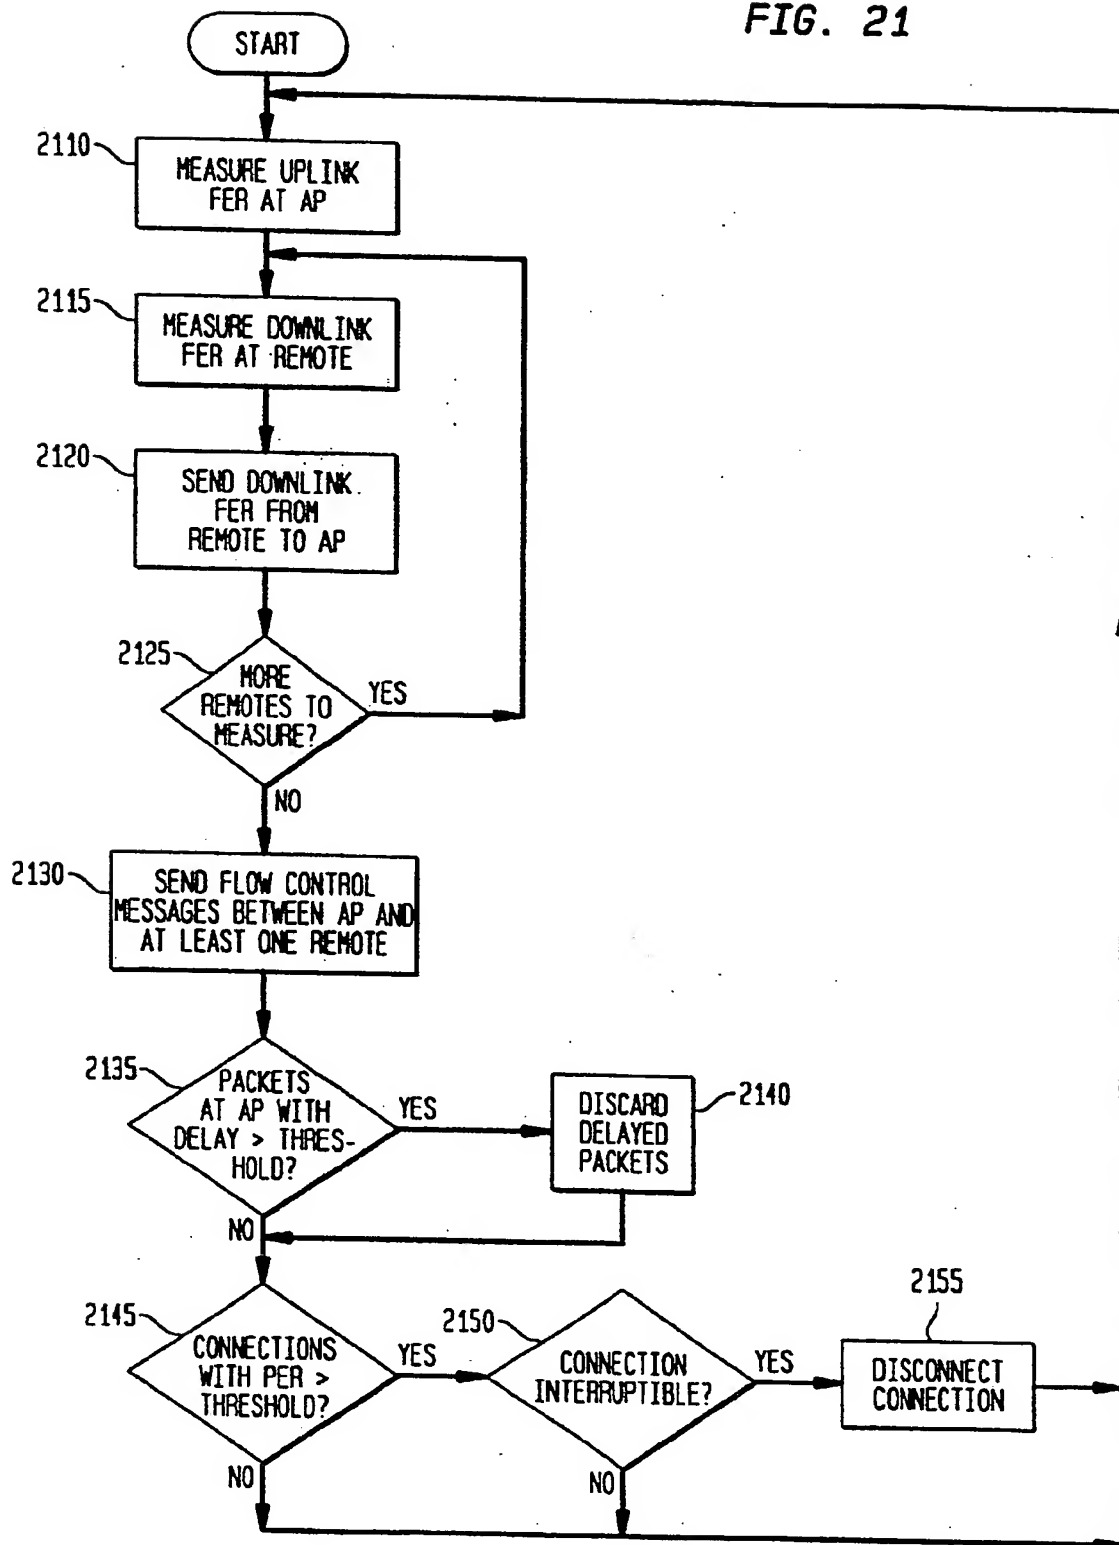 FIG. 21
START
2110
MEASURE UPLINK
FER AT AP
2115
MEASURE DOWNLINK
FER AT REMOTE
2120
SEND DOWNLINK
FER FROM
REMOTE TO AP
2125
MORE
REMOTES TO
MEASURE?
YES
NO
2130
SEND FLOW CONTROL
MESSAGES BETWEEN AP AND
AT LEAST ONE REMOTE
2135
PACKETS
AT AP WITH
DELAY > THRES-
HOLD?
YES
2140
DISCARD
DELAYED
PACKETS
NO
2145
CONNECTIONS
WITH PER >
THRESHOLD?
YES
2150
CONNECTION
INTERRUPTIBLE?
YES
2155
DISCONNECT
CONNECTION
NO
NO